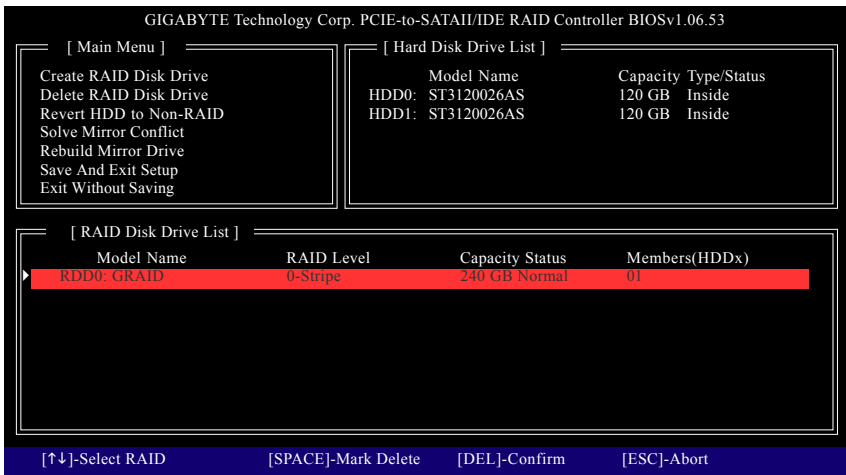 GIGABYTE Technology Corp. PCIE-to-SATAII/IDE RAID Controller BIOSv1.06.53
[ Main Menu ]
Create RAID Disk Drive
Delete RAID Disk Drive
Revert HDD to Non-RAID
Solve Mirror Conflict
Rebuild Mirror Drive
Save And Exit Setup
Exit Without Saving
[ Hard Disk Drive List ]
Model Name Capacity Type/Status
HDD0: ST3120026AS 120 GB Inside
HDD1: ST3120026AS 120 GB Inside
[ RAID Disk Drive List ]
Model Name RAID Level Capacity Status Members(HDDx)
RDD0: GRAID 0-Stripe 240 GB Normal 01
[↑↓]-Select RAID [SPACE]-Mark Delete [DEL]-Confirm [ESC]-Abort